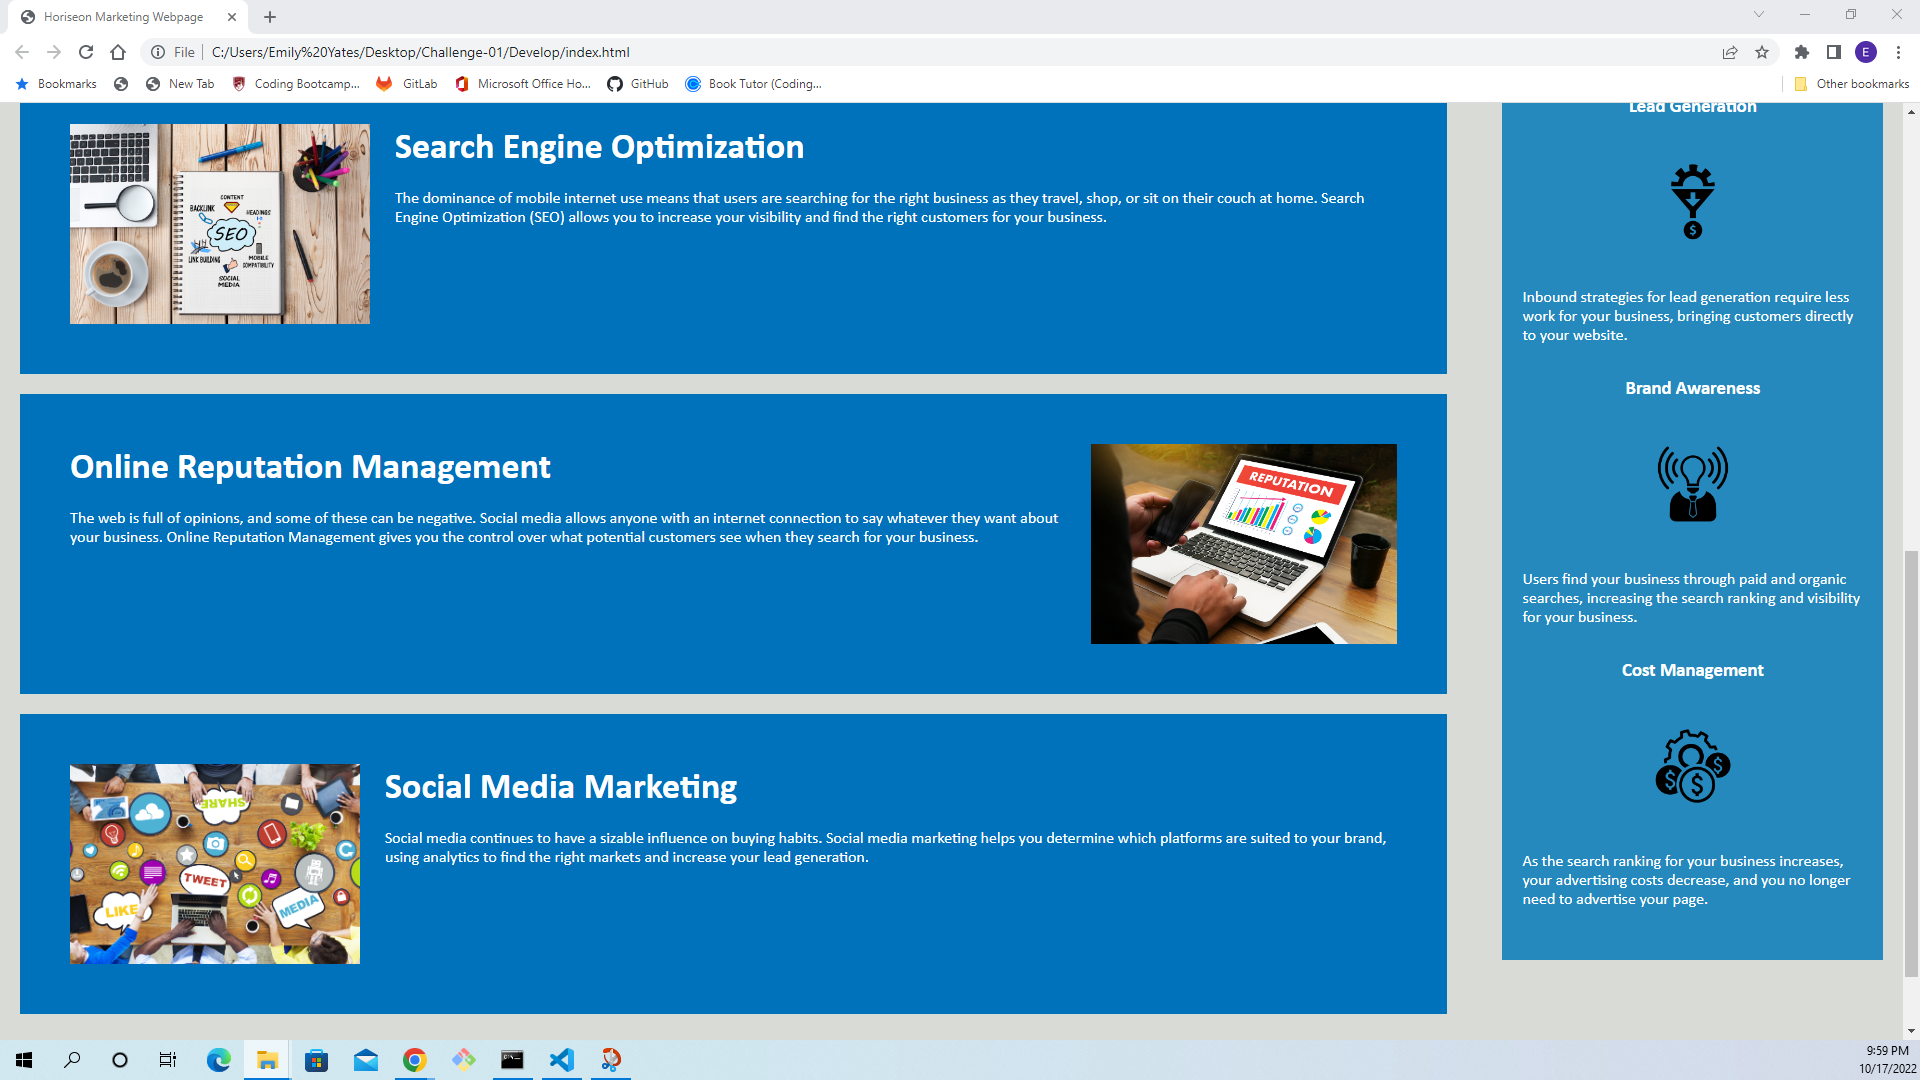 Horiseon Marketing Webpage
File
C:/Users/Emily%20Yates/Desktop/Challenge-01/Develop/index.html
E
Bookmarks
New Tab
Coding Bootcamp...
GitLab
Microsoft Office Ho...
GitHub
Book Tutor (Coding...
Other bookmarks
CONTENT
BACKLINK
HEADINGS
SEO
LINK BUILDING
MOBILE
COMPATIBILITY
SOCIAL
MEDIA
Search Engine Optimization
The dominance of mobile internet use means that users are searching for the right business as they travel, shop, or sit on their couch at home. Search
Engine Optimization (SEO) allows you to increase your visibility and find the right customers for your business.
Online Reputation Management
The web is full of opinions, and some of these can be negative. Social media allows anyone with an internet connection to say whatever they want about
your business. Online Reputation Management gives you the control over what potential customers see when they search for your business.
REPUTATION
SHARE
TWEET
LIKE
MEDIA
Social Media Marketing
Social media continues to have a sizable influence on buying habits. Social media marketing helps you determine which platforms are suited to your brand,
using analytics to find the right markets and increase your lead generation.
Lead Generation
$
Inbound strategies for lead generation require less
work for your business, bringing customers directly
to your website.
Brand Awareness
Users find your business through paid and organic
searches, increasing the search ranking and visibility
for your business.
Cost Management
$ $ $
As the search ranking for your business increases,
your advertising costs decrease, and you no longer
need to advertise your page.
9:59 PM
10/17/2022